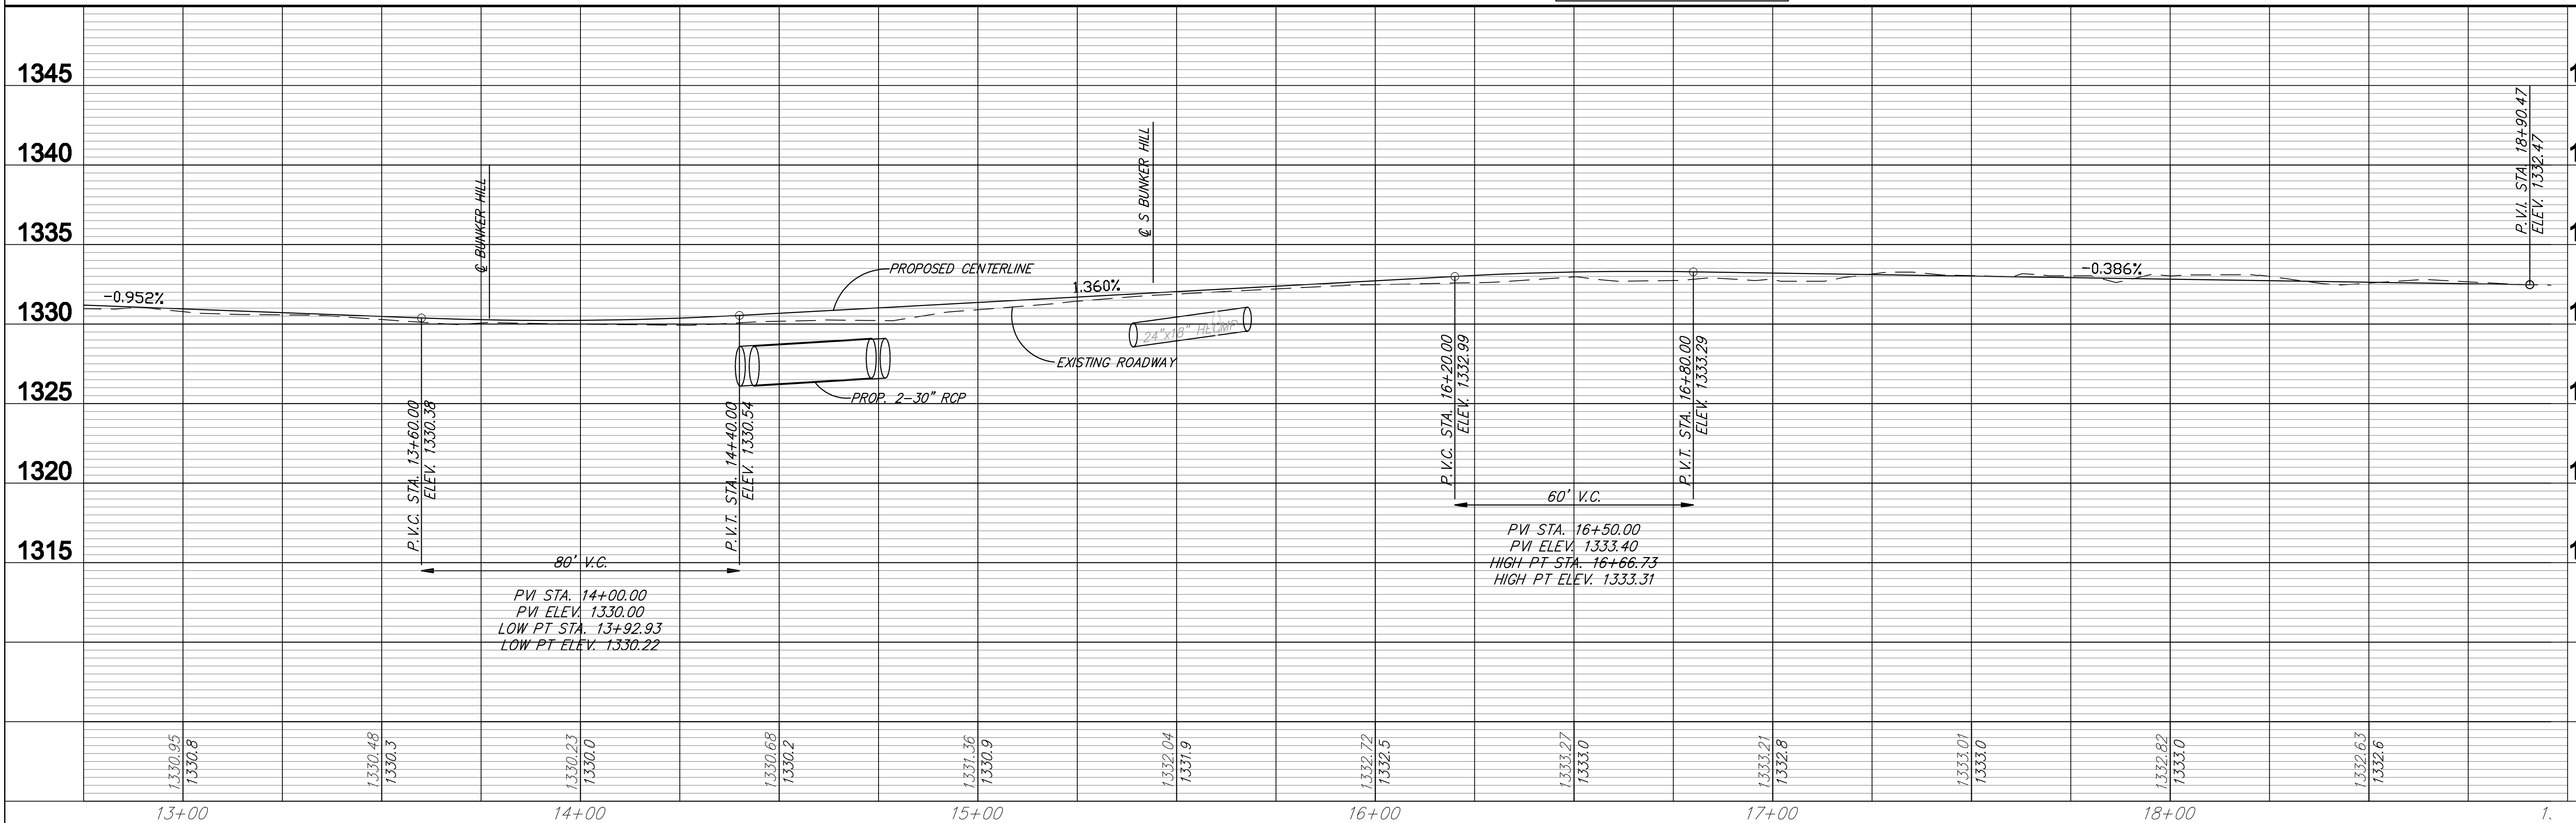 1345
1340
1335
1330
1325
1320
1315
-0.952%
℄ BUNKER HILL
PROPOSED CENTERLINE
℄ S BUNKER HILL
1.360%
24"x18" HECMP
EXISTING ROADWAY
PROP. 2-30" RCP
-0.386%
P.V.I. STA. 18+90.47
ELEV. 1332.47
P.V.C. STA. 13+60.00
ELEV. 1330.38
P.V.T. STA. 14+40.00
ELEV. 1330.54
80' V.C.
PVI STA. 14+00.00
PVI ELEV. 1330.00
LOW PT STA. 13+92.93
LOW PT ELEV. 1330.22
P.V.C. STA. 16+20.00
ELEV. 1332.99
P.V.T. STA. 16+80.00
ELEV. 1333.29
60' V.C.
PVI STA. 16+50.00
PVI ELEV. 1333.40
HIGH PT STA. 16+66.73
HIGH PT ELEV. 1333.31
1330.95
1330.8
1330.48
1330.3
1330.23
1330.0
1330.68
1330.2
1331.36
1330.9
1332.04
1331.9
1332.72
1332.5
1333.27
1333.0
1333.21
1332.8
1333.01
1333.0
1332.82
1333.0
1332.63
1332.6
13+00
14+00
15+00
16+00
17+00
18+00